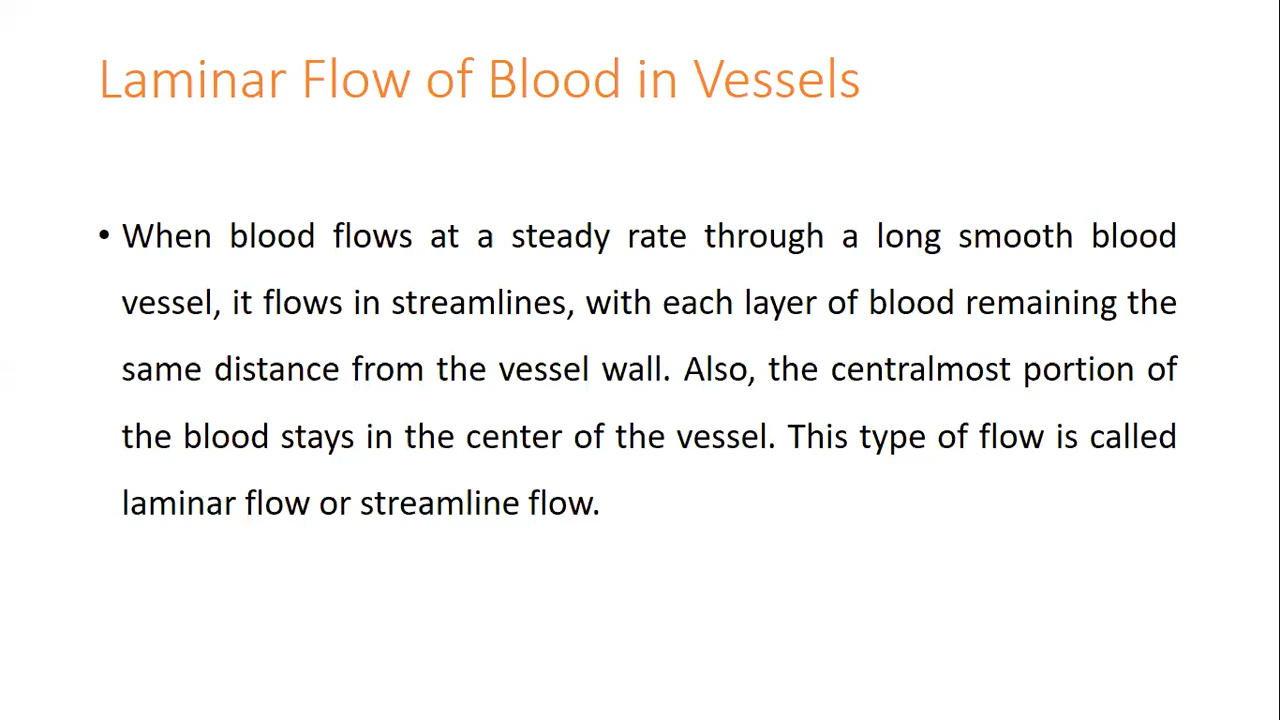 Laminar Flow of Blood in Vessels
• When blood flows at a steady rate through a long smooth blood
vessel, it flows in streamlines, with each layer of blood remaining the
same distance from the vessel wall. Also, the centralmost portion of
the blood stays in the center of the vessel. This type of flow is called
laminar flow or streamline flow.